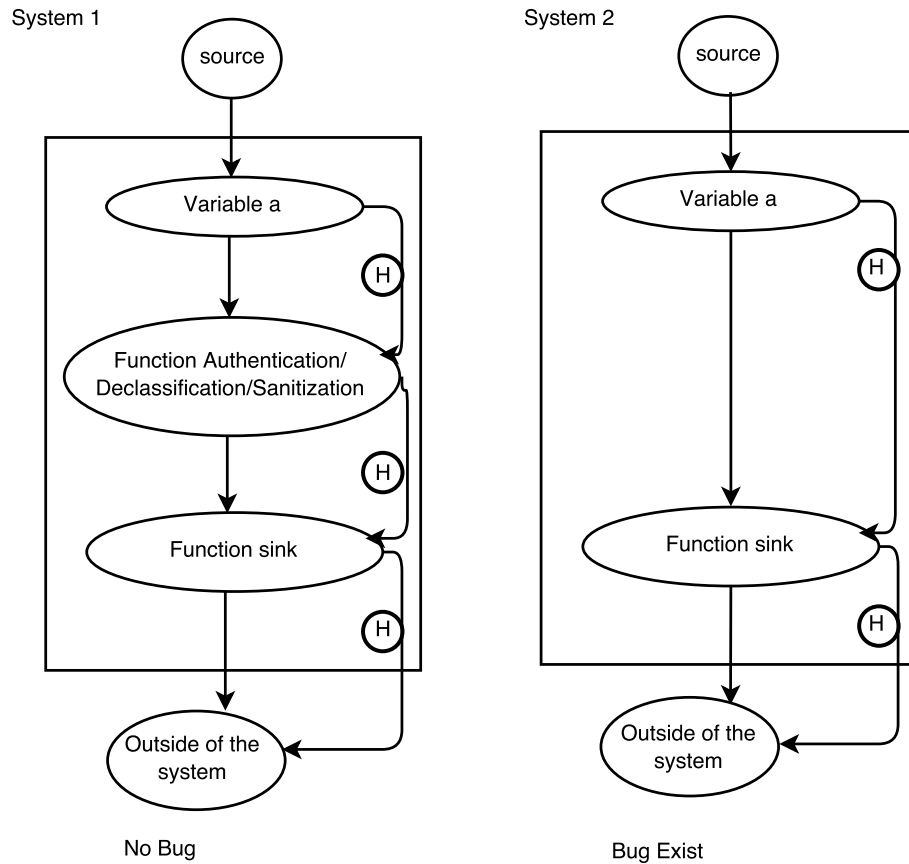 System 1
source
Variable a
H
Function Authentication/
Declassification/Sanitization
H
Function sink
H
Outside of the
system
No Bug
System 2
source
Variable a
H
Function sink
H
Outside of the
system
Bug Exist